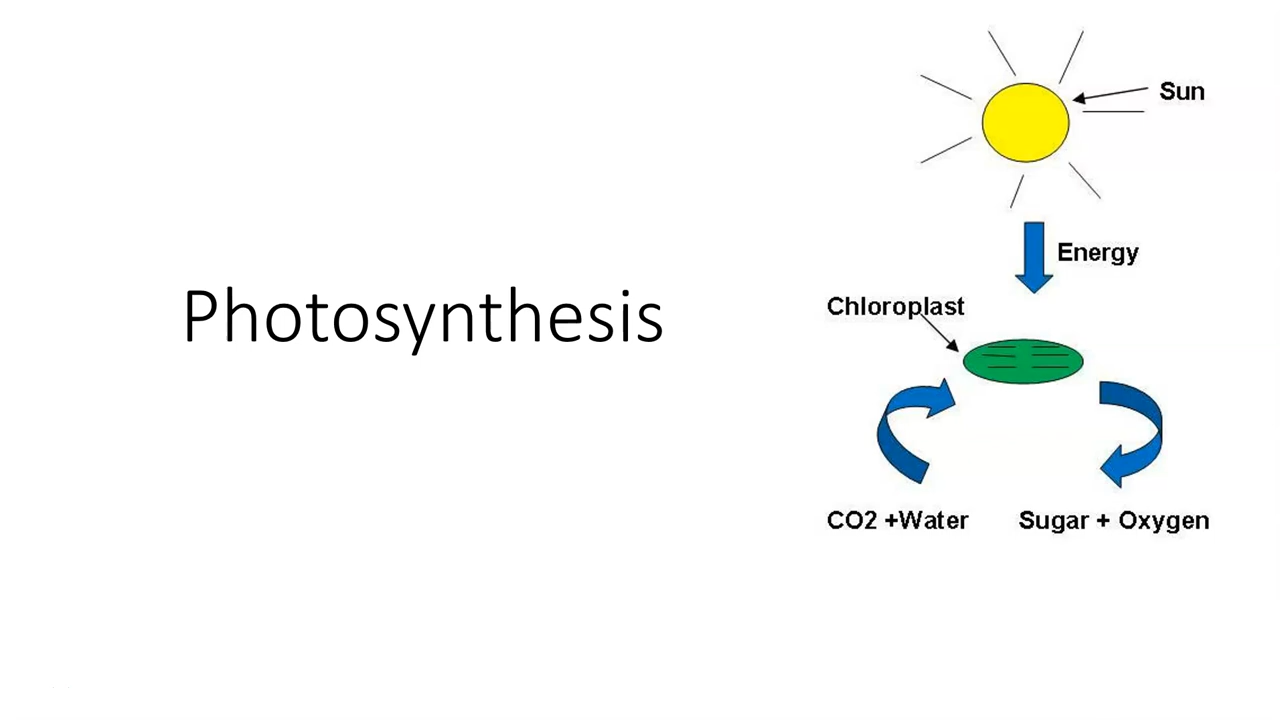 Photosynthesis
Sun
Energy
Chloroplast
CO2 +Water
Sugar + Oxygen